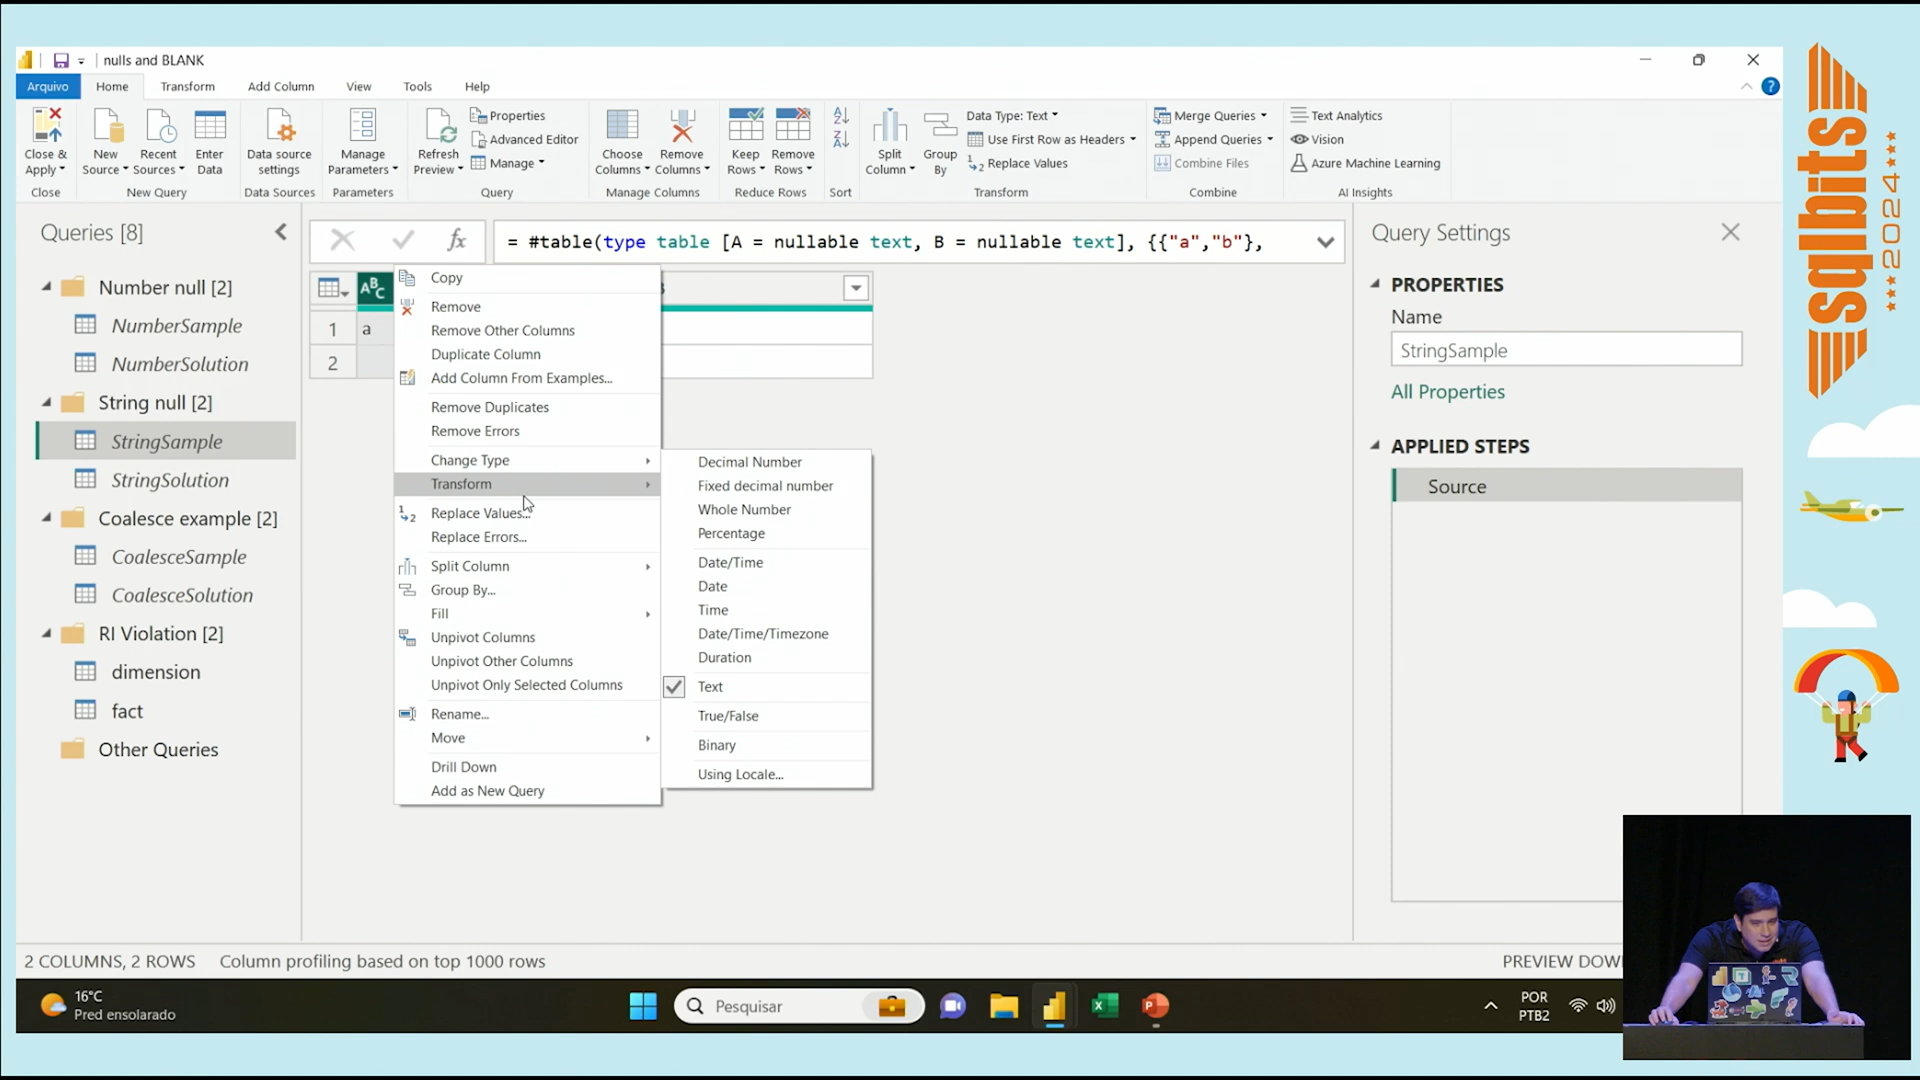 nulls and BLANK
Arquivo Home Transform Add Column View Tools Help
Close & Apply
Close
New Source
Recent Sources
Enter Data
New Query
Data source settings
Data Sources
Manage Parameters
Parameters
Refresh Preview
Properties
Advanced Editor
Manage
Query
Choose Columns
Remove Columns
Manage Columns
Keep Rows
Remove Rows
Reduce Rows
Sort
Split Column
Group By
Data Type: Text
Use First Row as Headers
Replace Values
Transform
Merge Queries
Append Queries
Combine Files
Combine
Text Analytics
Vision
Azure Machine Learning
AI Insights
Queries [8]
Number null [2]
NumberSample
NumberSolution
String null [2]
StringSample
StringSolution
Coalesce example [2]
CoalesceSample
CoalesceSolution
RI Violation [2]
dimension
fact
Other Queries
fx
= #table(type table [A = nullable text, B = nullable text], {{"a","b"},
ABC
1 a
2
Copy
Remove
Remove Other Columns
Duplicate Column
Add Column From Examples...
Remove Duplicates
Remove Errors
Change Type
Transform
Replace Values...
Replace Errors...
Split Column
Group By...
Fill
Unpivot Columns
Unpivot Other Columns
Unpivot Only Selected Columns
Rename...
Move
Drill Down
Add as New Query
Decimal Number
Fixed decimal number
Whole Number
Percentage
Date/Time
Date
Time
Date/Time/Timezone
Duration
Text
True/False
Binary
Using Locale...
Query Settings
PROPERTIES
Name
StringSample
All Properties
APPLIED STEPS
Source
2 COLUMNS, 2 ROWS Column profiling based on top 1000 rows
PREVIEW DOW
16°C
Pred ensolarado
Pesquisar
POR
PTB2
sqlbits
2024